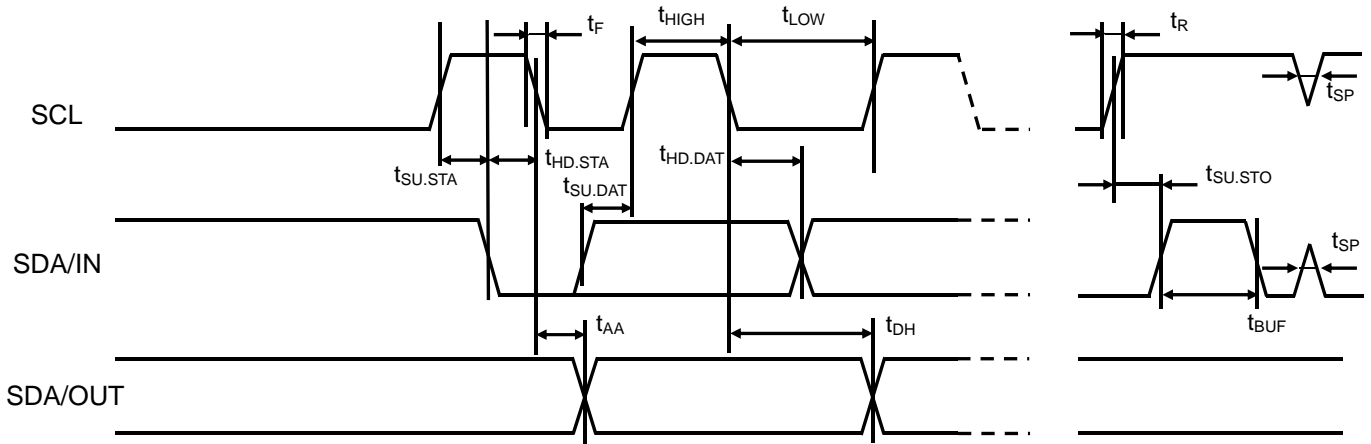 tF
tHIGH
tLOW
tR
SCL
tSP
tSU.STA
tHD.STA
tSU.DAT
tHD.DAT
tSU.STO
SDA/IN
tSP
tBUF
tAA
tDH
SDA/OUT